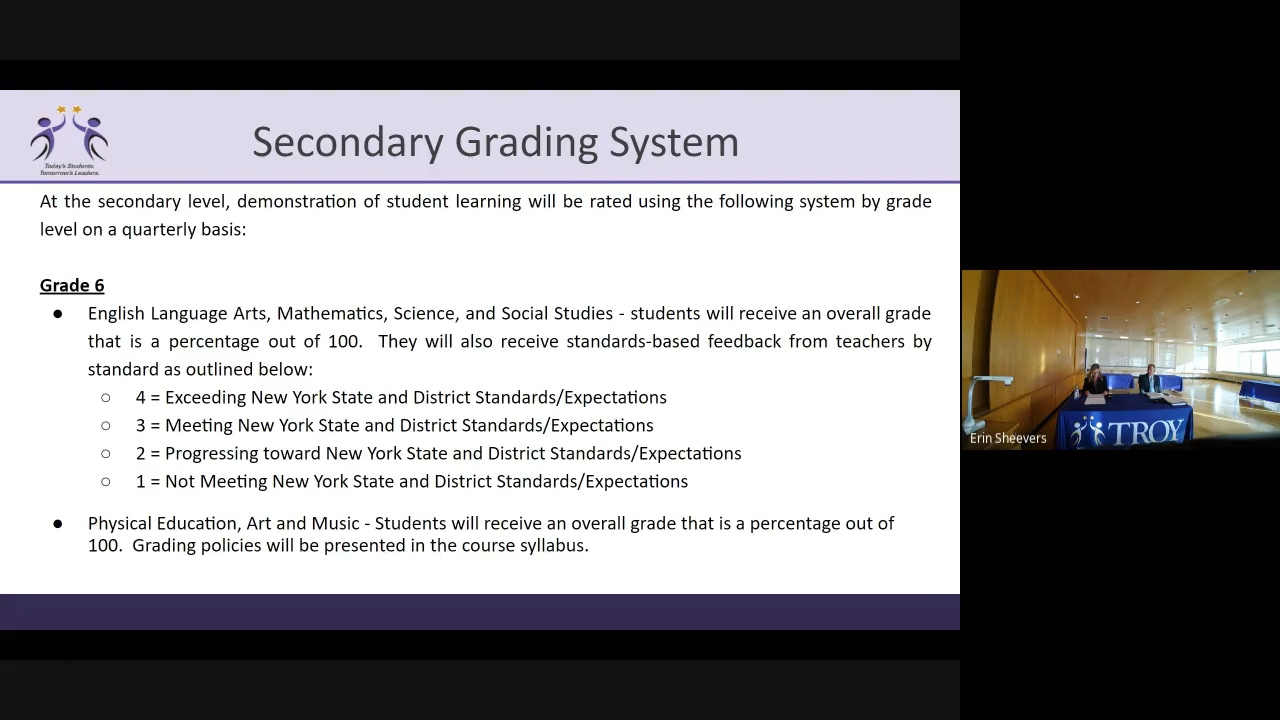 Today's Students.
Tomorrow's Leaders.
Secondary Grading System
At the secondary level, demonstration of student learning will be rated using the following system by grade
level on a quarterly basis:
Grade 6
● English Language Arts, Mathematics, Science, and Social Studies - students will receive an overall grade
that is a percentage out of 100. They will also receive standards-based feedback from teachers by
standard as outlined below:
○ 4 = Exceeding New York State and District Standards/Expectations
○ 3 = Meeting New York State and District Standards/Expectations
○ 2 = Progressing toward New York State and District Standards/Expectations
○ 1 = Not Meeting New York State and District Standards/Expectations
● Physical Education, Art and Music - Students will receive an overall grade that is a percentage out of
100. Grading policies will be presented in the course syllabus.
TROY
Erin Sheevers